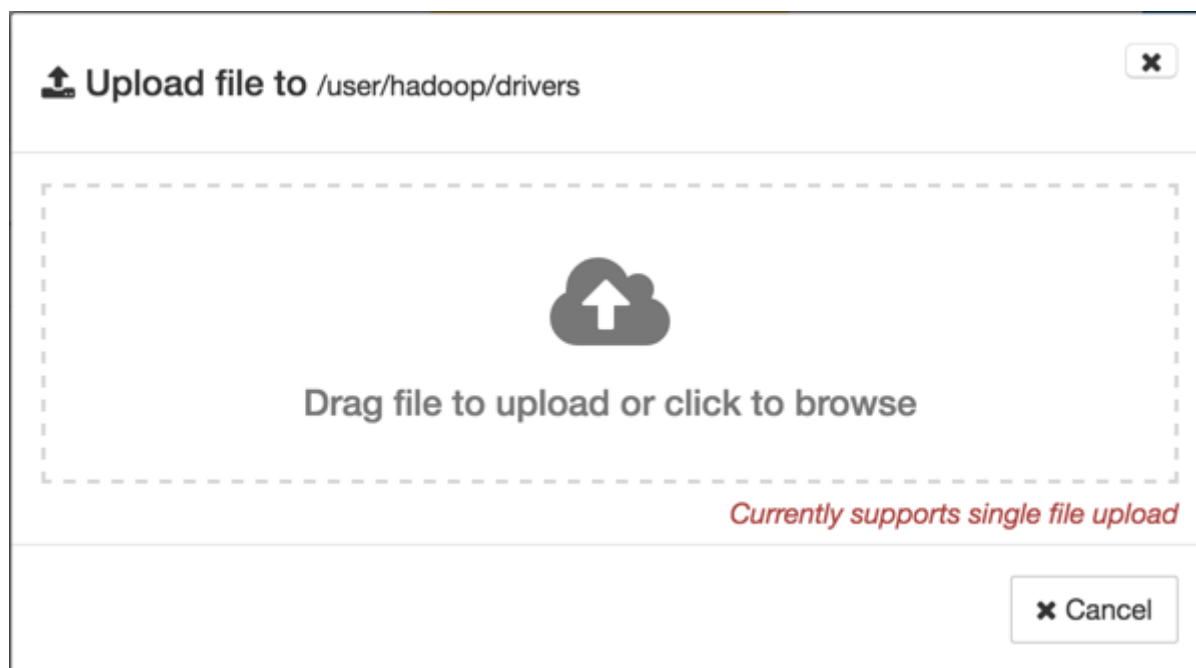 Upload file to /user/hadoop/drivers
Drag file to upload or click to browse
Currently supports single file upload
Cancel